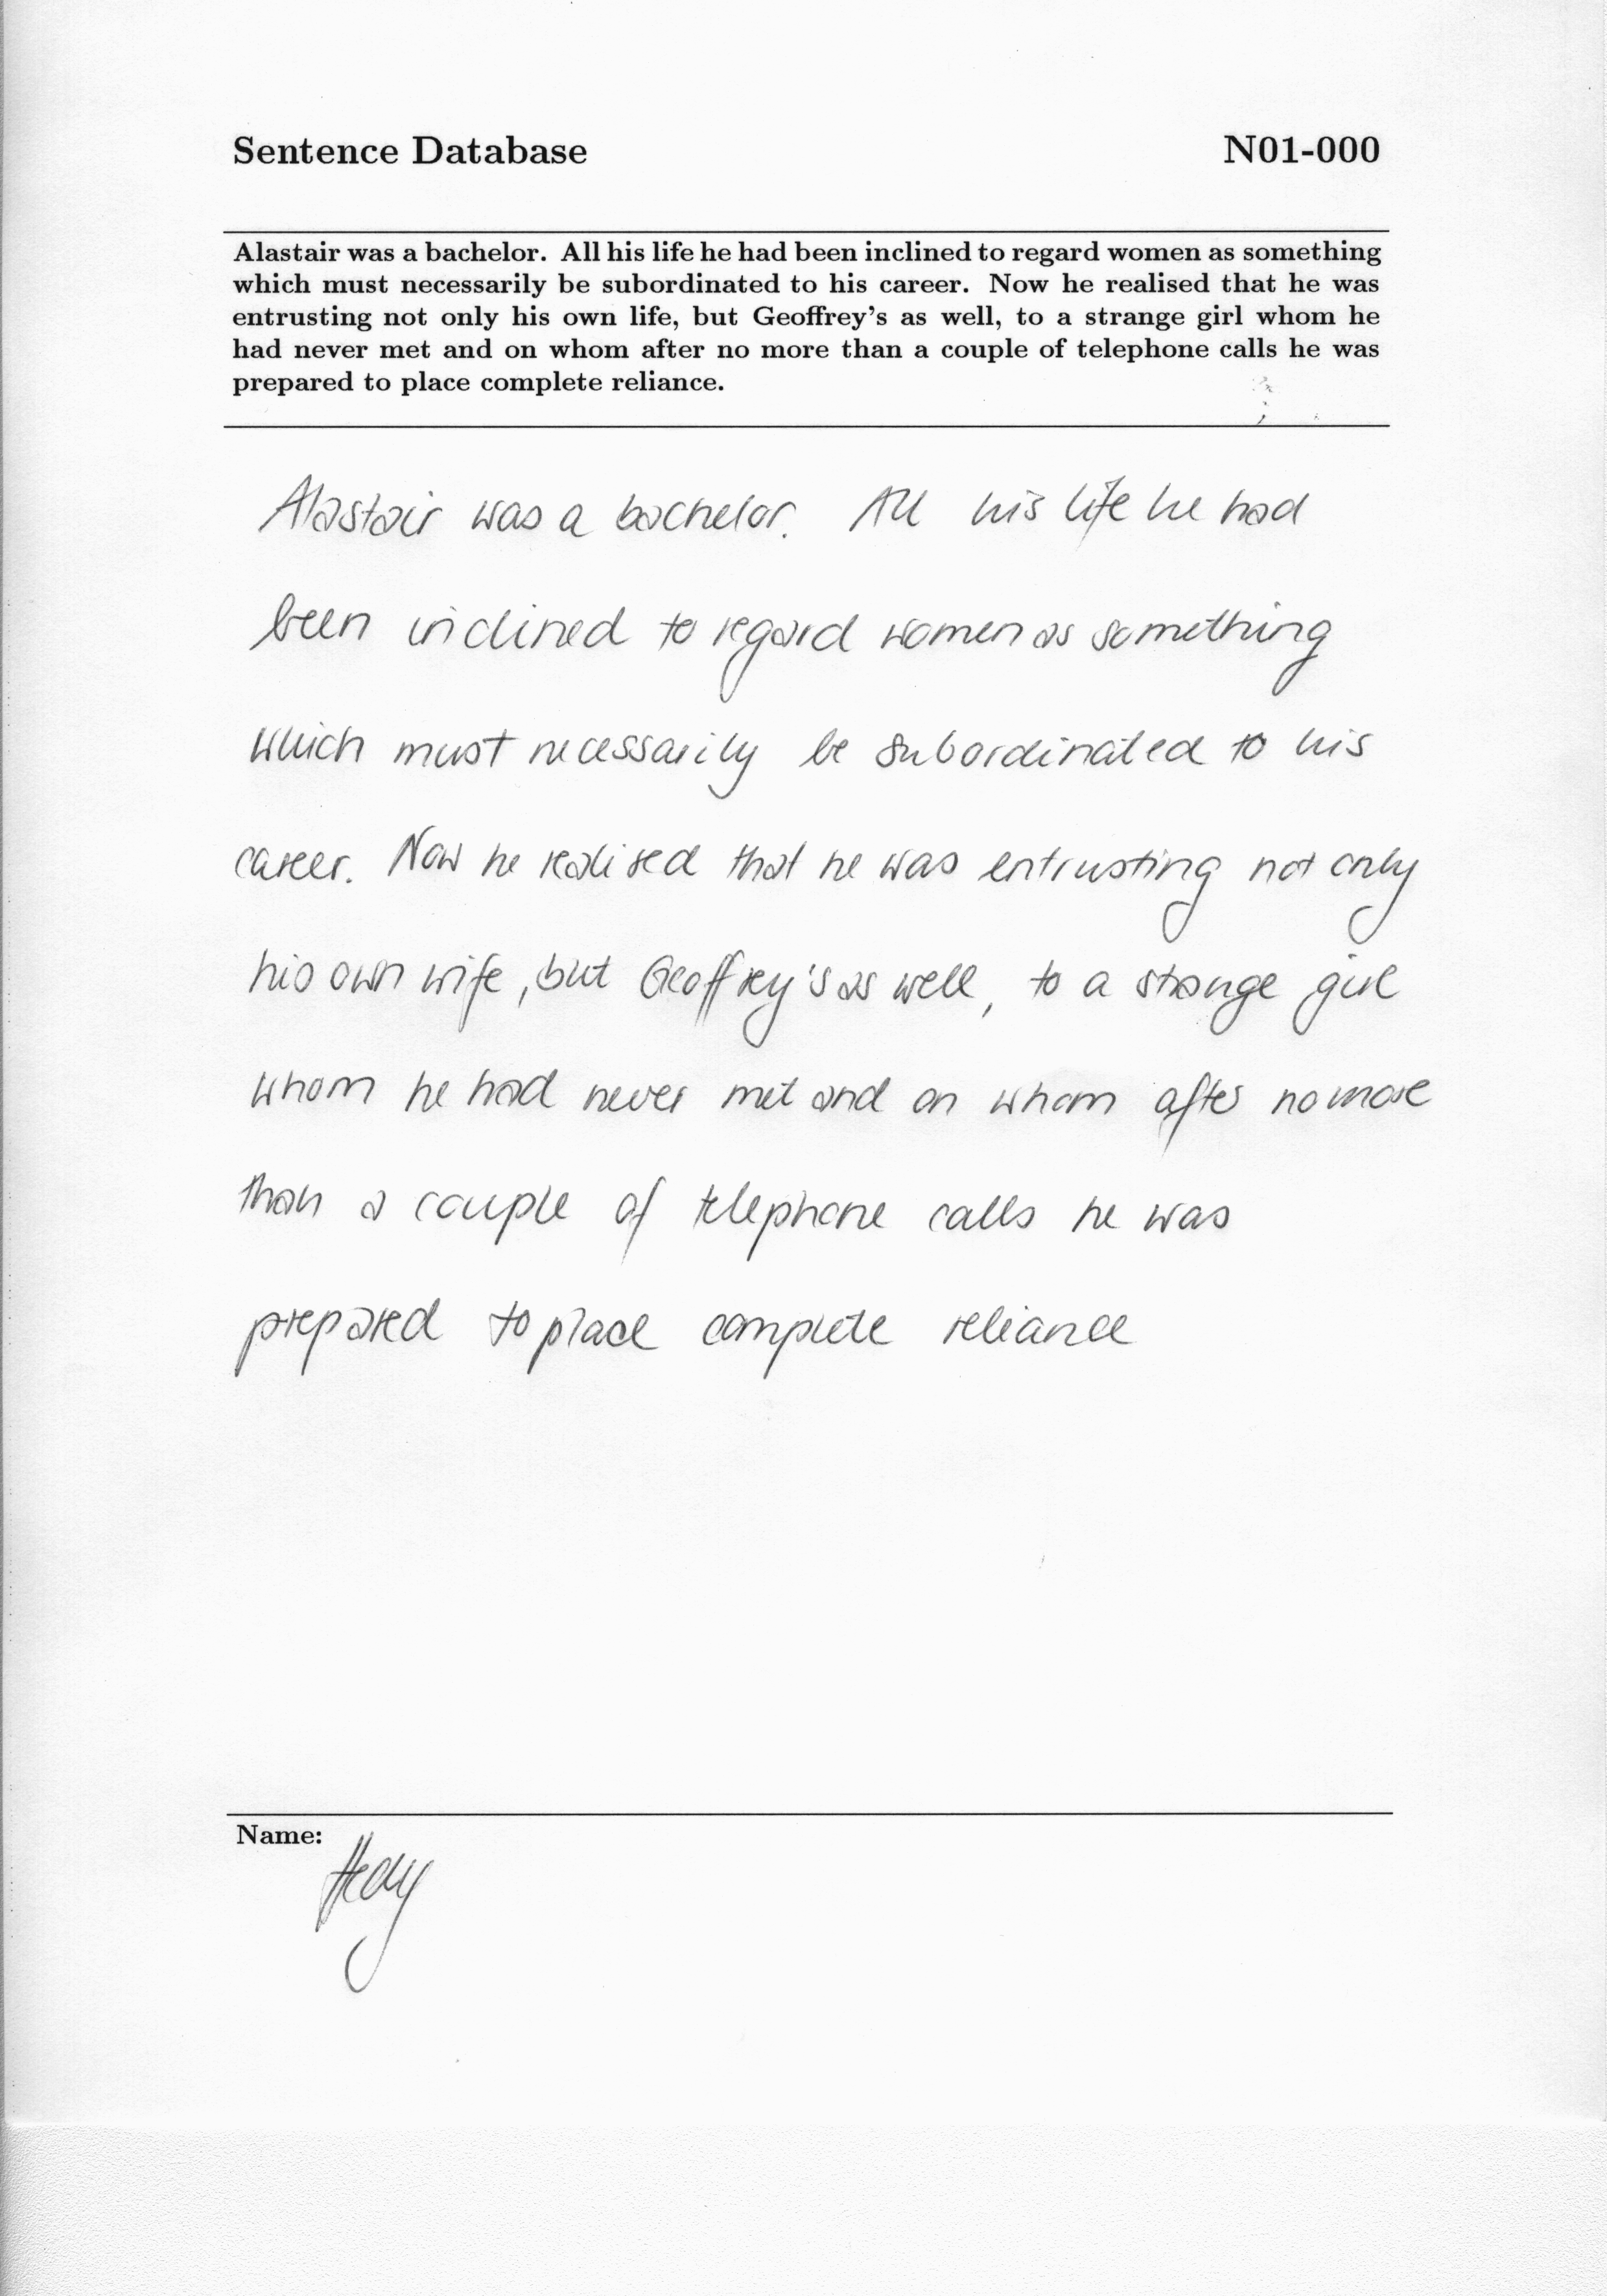 Sentence Database N01-000
Alastair was a bachelor. All his life he had been inclined to regard women as something
which must necessarily be subordinated to his career. Now he realised that he was
entrusting not only his own life, but Geoffrey's as well, to a strange girl whom he
had never met and on whom after no more than a couple of telephone calls he was
prepared to place complete reliance.
Alastair was a bachelor. All his life he had
been inclined to regard women as something
which must necessarily be subordinated to his
career. Now he realised that he was entrusting not only
his own wife, but Geoffrey's as well, to a strange girl
whom he had never met and on whom after no more
than a couple of telephone calls he was
prepared to place complete reliance
Name:
Hedy